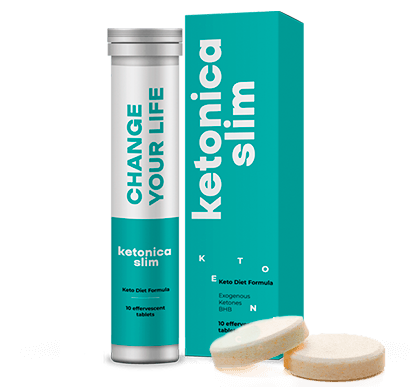 CHANGE
YOUR LIFE
ketonica
slim
Keto Diet Formula
10 effervescent
tablets
ketonica
slim
K
E
T
O
N
Keto Diet Formula
Exogenous
Ketones
BHB
10
tablets